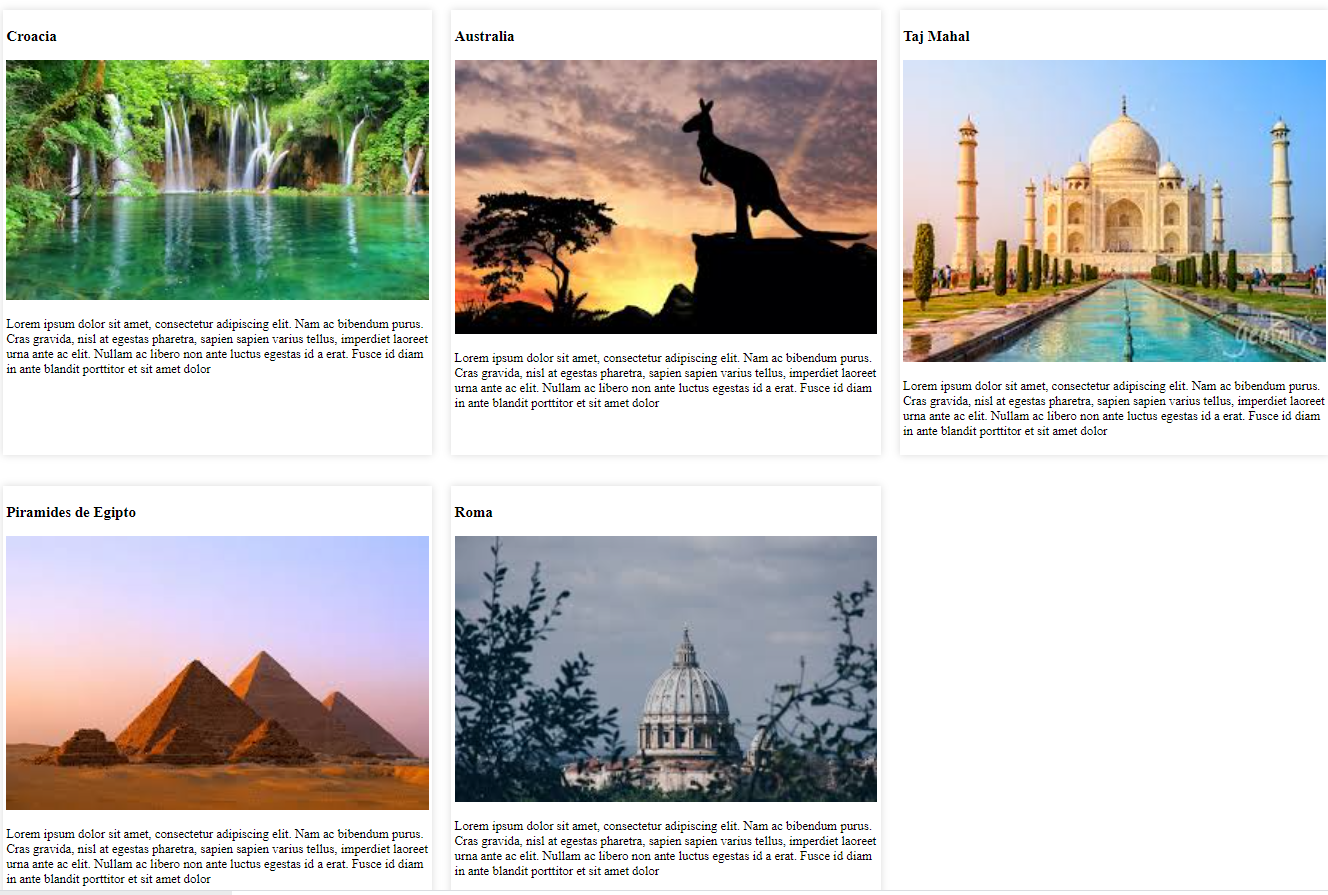 Croacia
Lorem ipsum dolor sit amet, consectetur adipiscing elit. Nam ac bibendum purus.
Cras gravida, nisl at egestas pharetra, sapien sapien varius tellus, imperdiet laoreet
urna ante ac elit. Nullam ac libero non ante luctus egestas id a erat. Fusce id diam
in ante blandit porttitor et sit amet dolor
Australia
Lorem ipsum dolor sit amet, consectetur adipiscing elit. Nam ac bibendum purus.
Cras gravida, nisl at egestas pharetra, sapien sapien varius tellus, imperdiet laoreet
urna ante ac elit. Nullam ac libero non ante luctus egestas id a erat. Fusce id diam
in ante blandit porttitor et sit amet dolor
Taj Mahal
geotours
Lorem ipsum dolor sit amet, consectetur adipiscing elit. Nam ac bibendum purus.
Cras gravida, nisl at egestas pharetra, sapien sapien varius tellus, imperdiet laoreet
urna ante ac elit. Nullam ac libero non ante luctus egestas id a erat. Fusce id diam
in ante blandit porttitor et sit amet dolor
Piramides de Egipto
Lorem ipsum dolor sit amet, consectetur adipiscing elit. Nam ac bibendum purus.
Cras gravida, nisl at egestas pharetra, sapien sapien varius tellus, imperdiet laoreet
urna ante ac elit. Nullam ac libero non ante luctus egestas id a erat. Fusce id diam
in ante blandit porttitor et sit amet dolor
Roma
Lorem ipsum dolor sit amet, consectetur adipiscing elit. Nam ac bibendum purus.
Cras gravida, nisl at egestas pharetra, sapien sapien varius tellus, imperdiet laoreet
urna ante ac elit. Nullam ac libero non ante luctus egestas id a erat. Fusce id diam
in ante blandit porttitor et sit amet dolor